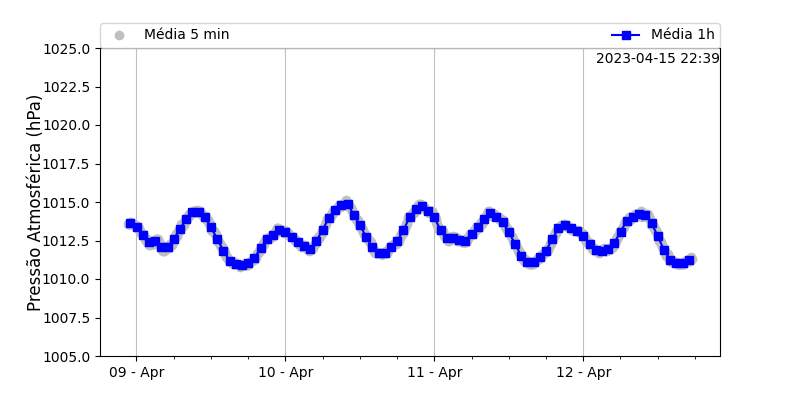 Média 5 min
Média 1h
2023-04-15 22:39
Pressão Atmosférica (hPa)
1025.0
1022.5
1020.0
1017.5
1015.0
1012.5
1010.0
1007.5
1005.0
09 - Apr
10 - Apr
11 - Apr
12 - Apr